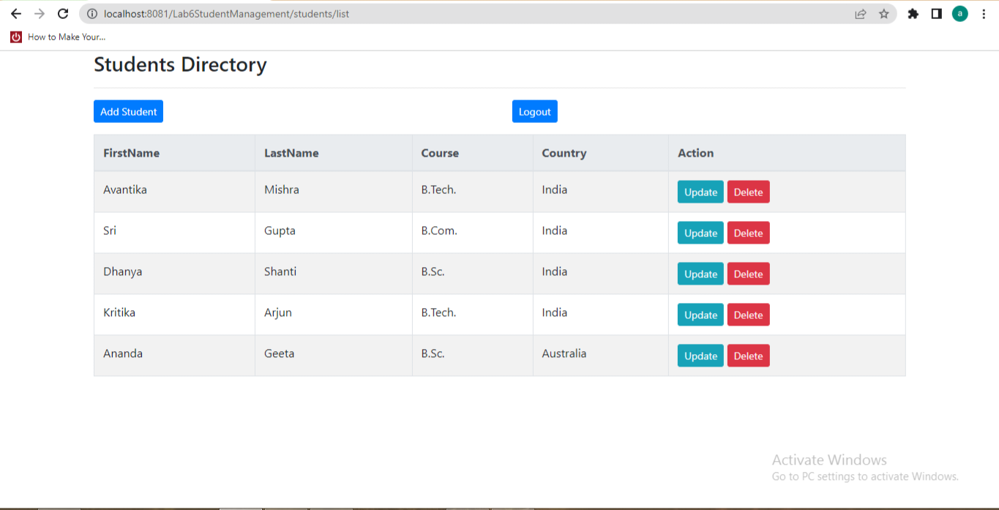 localhost:8081/Lab6StudentManagement/students/list
a
How to Make Your...
Students Directory
Add Student Logout
FirstName LastName Course Country Action
Avantika Mishra B.Tech. India Update Delete
Sri Gupta B.Com. India Update Delete
Dhanya Shanti B.Sc. India Update Delete
Kritika Arjun B.Tech. India Update Delete
Ananda Geeta B.Sc. Australia Update Delete
Activate Windows
Go to PC settings to activate Windows.